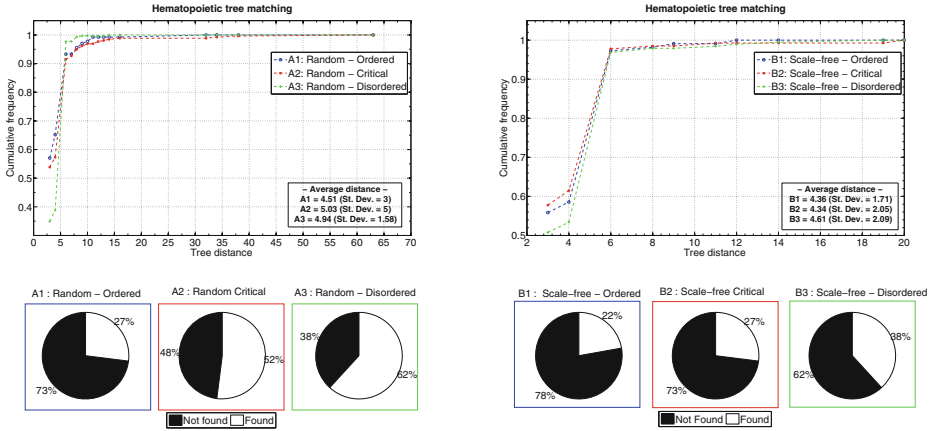 Hematopoietic tree matching
Cumulative frequency
1
0.9
0.8
0.7
0.6
0.5
0.4
0 5 10 15 20 25 30 35 40 45 50 55 60 65 70
Tree distance
A1: Random − Ordered
A2: Random − Critical
A3: Random − Disordered
− Average distance −
A1 = 4.51 (St. Dev. = 3)
A2 = 5.03 (St. Dev. = 5)
A3 = 4.94 (St. Dev. = 1.58)
Hematopoietic tree matching
Cumulative frequency
1
0.9
0.8
0.7
0.6
0.5
2 4 6 8 10 12 14 16 18 20
Tree distance
B1: Scale−free − Ordered
B2: Scale−free − Critical
B3: Scale−free − Disordered
− Average distance −
B1 = 4.36 (St. Dev. = 1.71)
B2 = 4.34 (St. Dev. = 2.05)
B3 = 4.61 (St. Dev. = 2.09)
A1 : Random − Ordered
27%
73%
A2 : Random Critical
48%
52%
A3 : Random − Disordered
38%
62%
Not found Found
B1 : Scale−free − Ordered
22%
78%
B2 : Scale−free Critical
27%
73%
B3 : Scale−free − Disordered
38%
62%
Not Found Found